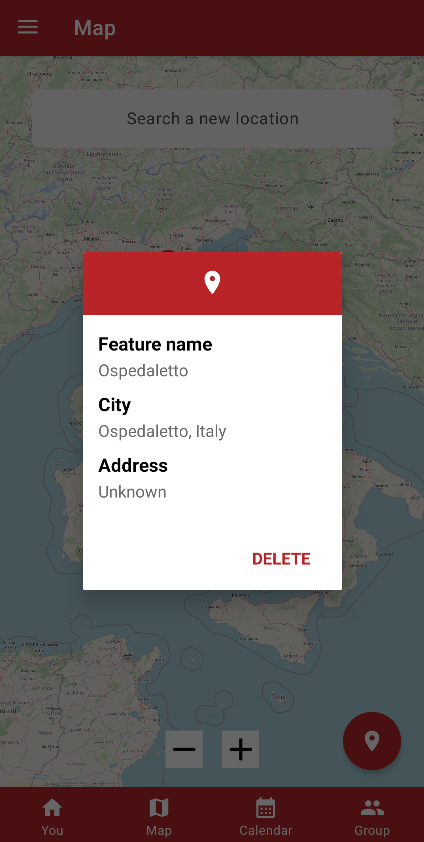 Map
Search a new location
Feature name
Ospedaletto
City
Ospedaletto, Italy
Address
Unknown
DELETE
You
Map
Calendar
Group